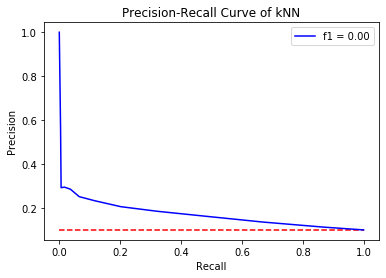 Precision-Recall Curve of kNN
f1 = 0.00
1.0
0.8
0.6
0.4
0.2
Precision
0.0 0.2 0.4 0.6 0.8 1.0
Recall